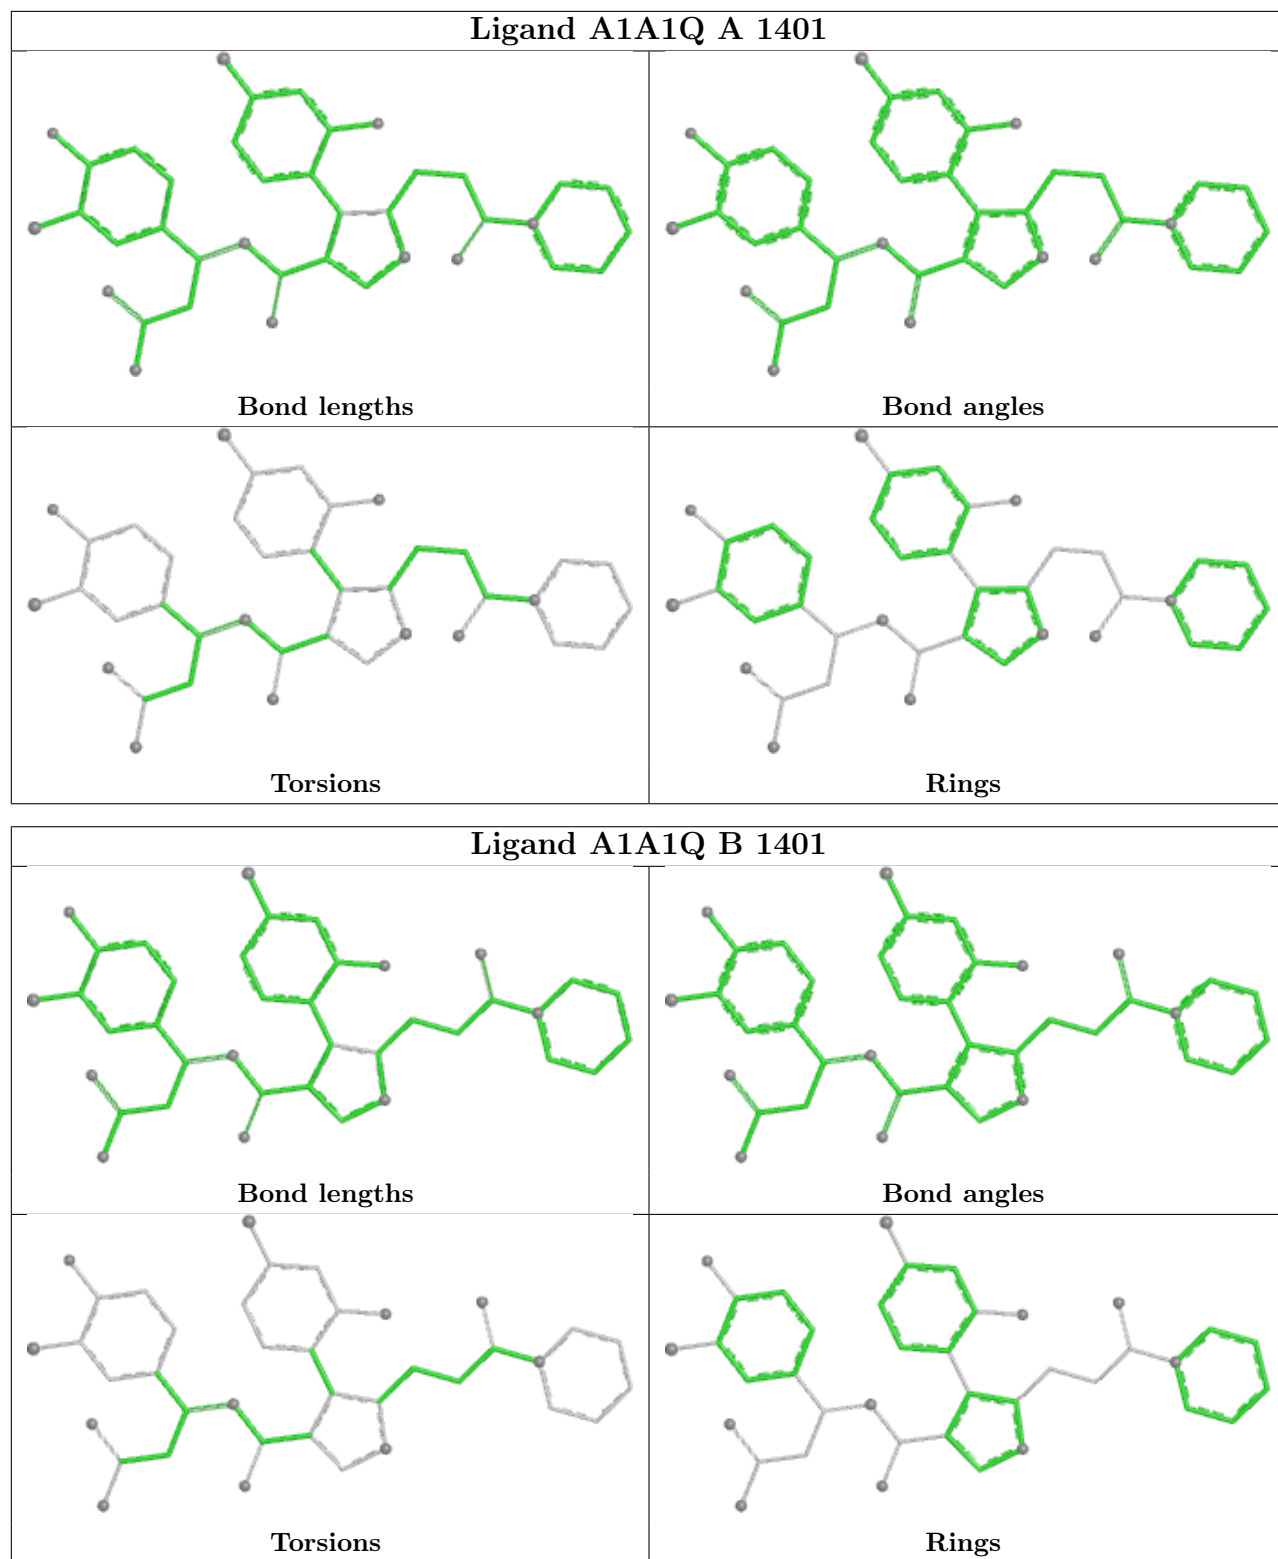 Ligand A1A1Q A 1401
Bond lengths
Bond angles
Torsions
Rings
Ligand A1A1Q B 1401
Bond lengths
Bond angles
Torsions
Rings